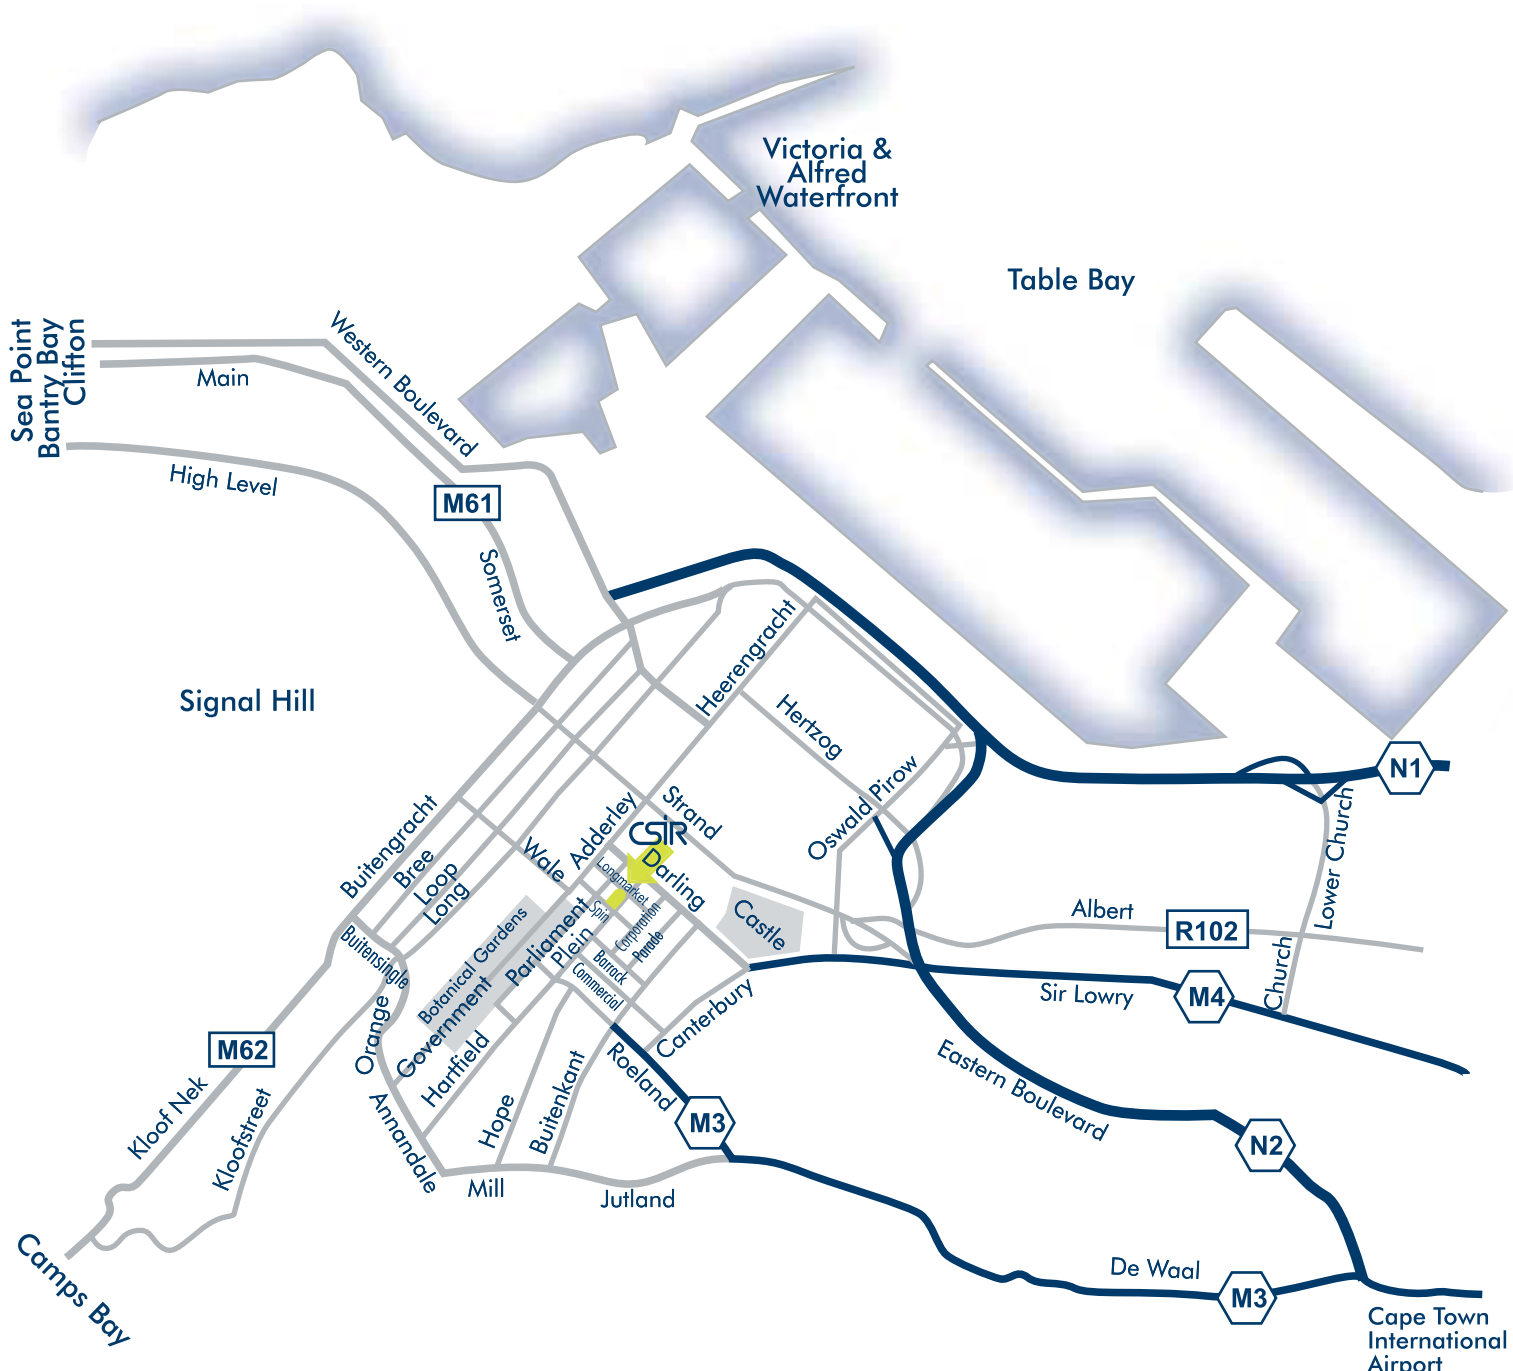 Victoria &
Alfred
Waterfront
Table Bay
Sea Point
Bantry Bay
Clifton
Western Boulevard
Main
High Level
M61
Somerset
Heerengracht
Signal Hill
Hertzog
Oswald Pirow
N1
Lower Church
Strand
Adderley
CSIR
Buitengracht
Bree
Loop
Long
Wale
Longmarket
Darling
Spin
Corporation
Parade
Castle
Albert
R102
Parliament
Plein
Barrack
Commercial
Botanical Gardens
Government
Buitensingle
Orange
Church
Sir Lowry
M4
Canterbury
M62
Hartfield
Roeland
Eastern Boulevard
Kloof Nek
Kloofstreet
Annandale
Hope
Buitenkant
M3
N2
Mill
Jutland
Camps Bay
De Waal
M3
Cape Town
International
Airport